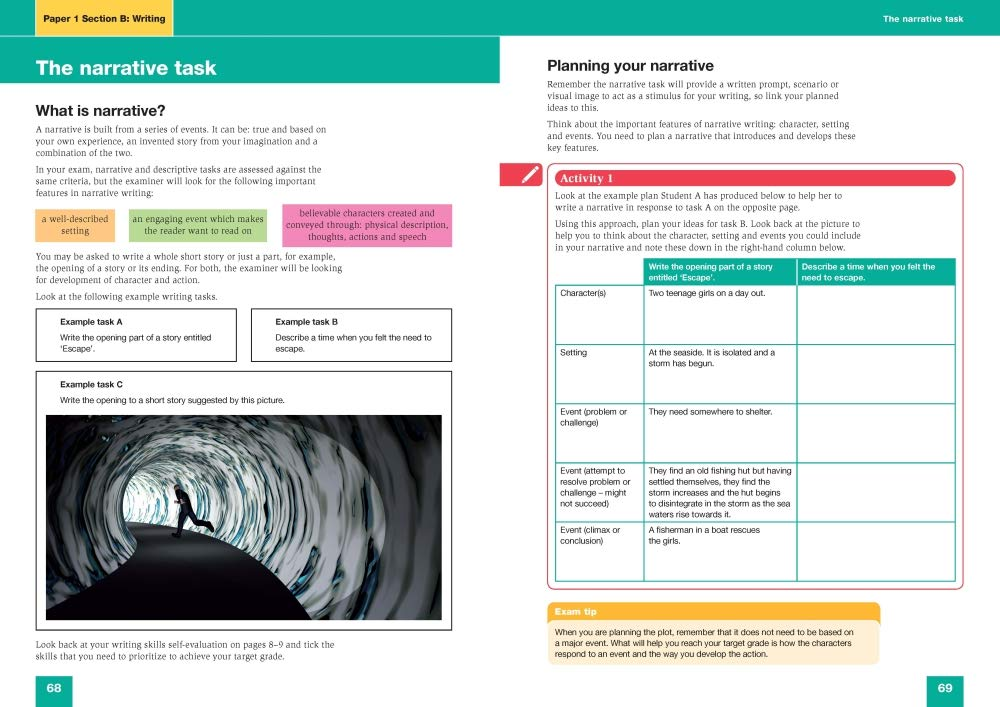 Paper 1 Section B: Writing
The narrative task
What is narrative?
A narrative is built from a series of events. It can be: true and based on
your own experience, an invented story from your imagination and a
combination of the two.
In your exam, narrative and descriptive tasks are assessed against the
same criteria, but the examiner will look for the following important
features in narrative writing:
a well-described
setting
an engaging event which makes
the reader want to read on
believable characters created and
conveyed through: physical description,
thoughts, actions and speech
You may be asked to write a whole short story or just a part, for example,
the opening of a story or its ending. For both, the examiner will be looking
for development of character and action.
Look at the following example writing tasks.
Example task A
Write the opening part of a story entitled
‘Escape’.
Example task B
Describe a time when you felt the need to
escape.
Example task C
Write the opening to a short story suggested by this picture.
Look back at your writing skills self-evaluation on pages 8–9 and tick the
skills that you need to prioritize to achieve your target grade.
68
The narrative task
Planning your narrative
Remember the narrative task will provide a written prompt, scenario or
visual image to act as a stimulus for your writing, so link your planned
ideas to this.
Think about the important features of narrative writing: character, setting
and events. You need to plan a narrative that introduces and develops these
key features.
Activity 1
Look at the example plan Student A has produced below to help her to
write a narrative in response to task A on the opposite page.
Using this approach, plan your ideas for task B. Look back at the picture to
help you to think about the character, setting and events you could include
in your narrative and note these down in the right-hand column below.
Write the opening part of a story
entitled ‘Escape’.
Describe a time when you felt the
need to escape.
Character(s)
Two teenage girls on a day out.
Setting
At the seaside. It is isolated and a
storm has begun.
Event (problem or
challenge)
They need somewhere to shelter.
Event (attempt to
resolve problem or
challenge – might
not succeed)
They find an old fishing hut but having
settled themselves, they find the
storm increases and the hut begins
to disintegrate in the storm as the sea
waters rise towards it.
Event (climax or
conclusion)
A fisherman in a boat rescues
the girls.
Exam tip
When you are planning the plot, remember that it does not need to be based on
a major event. What will help you reach your target grade is how the characters
respond to an event and the way you develop the action.
69